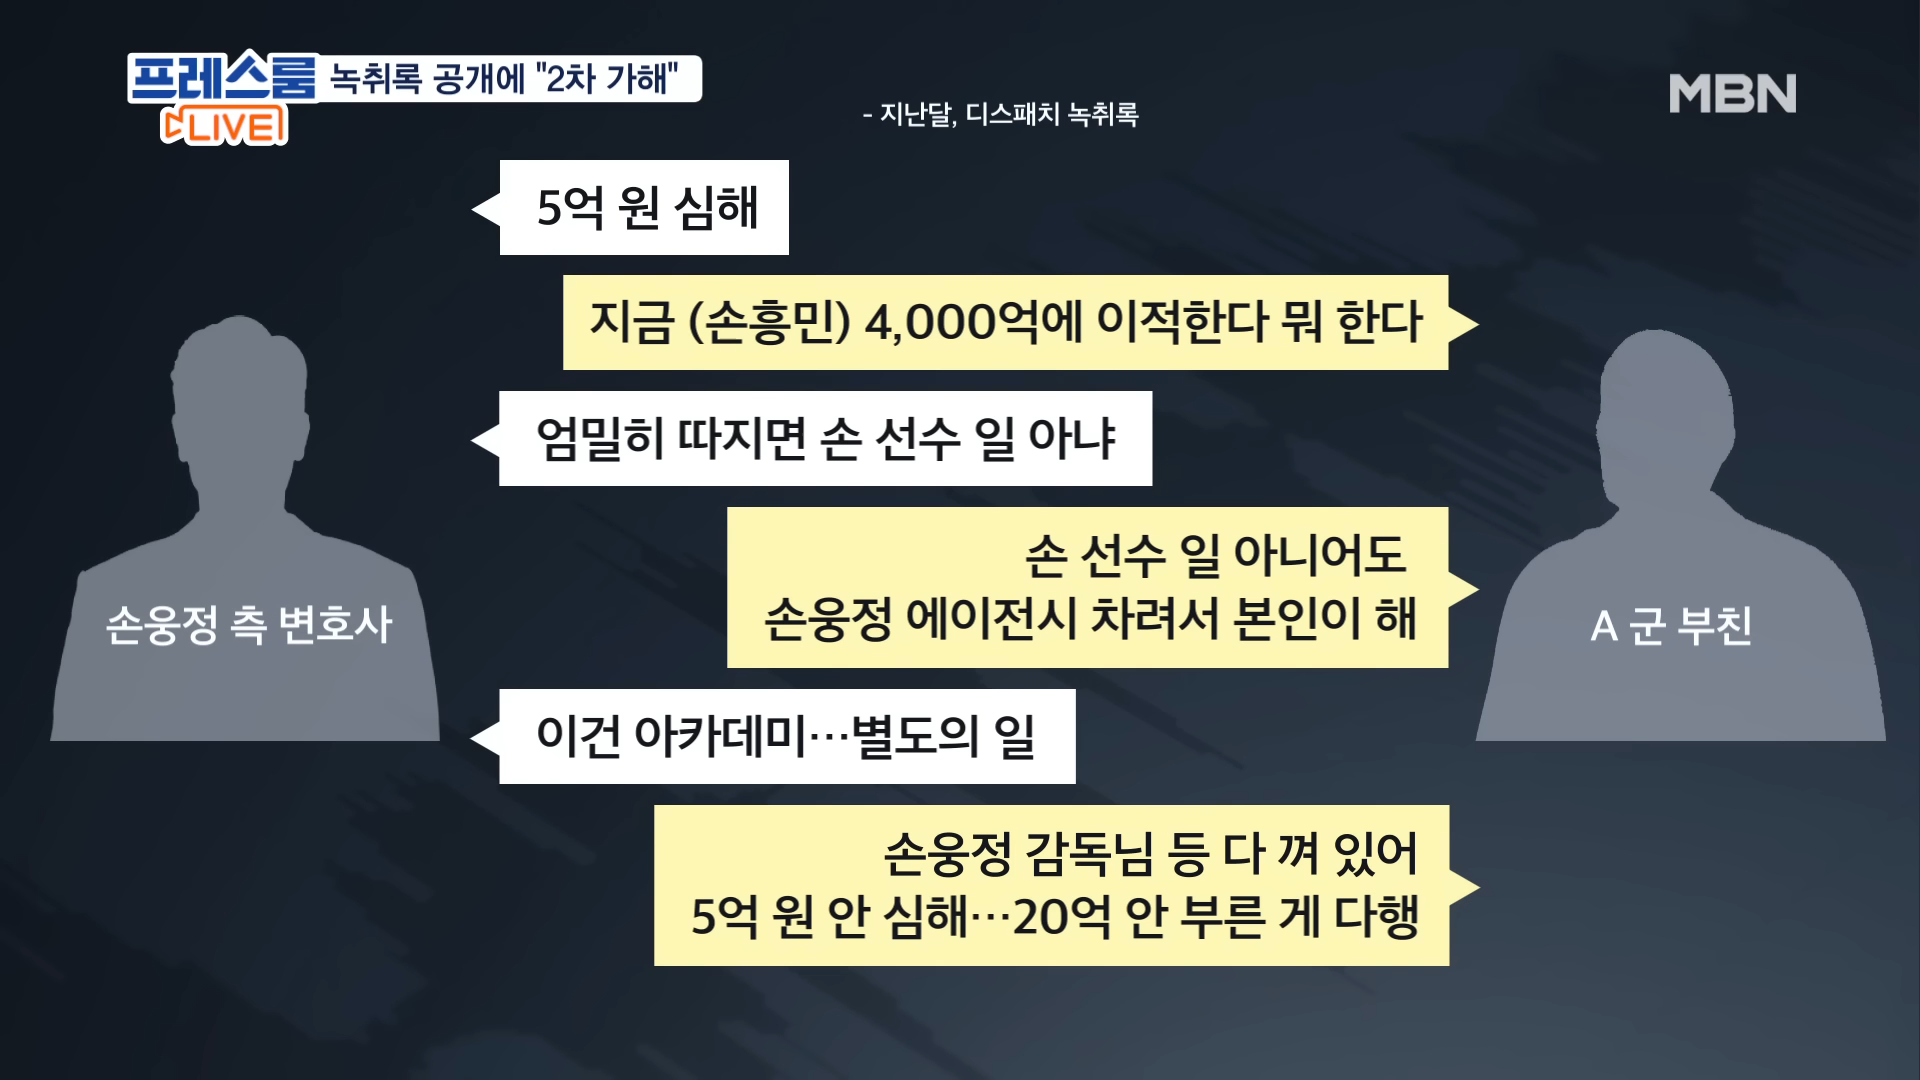 프레스룸
LIVE
녹취록 공개에 "2차 가해"
MBN
- 지난달, 디스패치 녹취록
5억 원 심해
지금 (손흥민) 4,000억에 이적한다 뭐 한다
엄밀히 따지면 손 선수 일 아냐
손 선수 일 아니어도
손웅정 에이전시 차려서 본인이 해
이건 아카데미…별도의 일
손웅정 감독님 등 다 껴 있어
5억 원 안 심해…20억 안 부른 게 다행
손웅정 측 변호사
A 군 부친